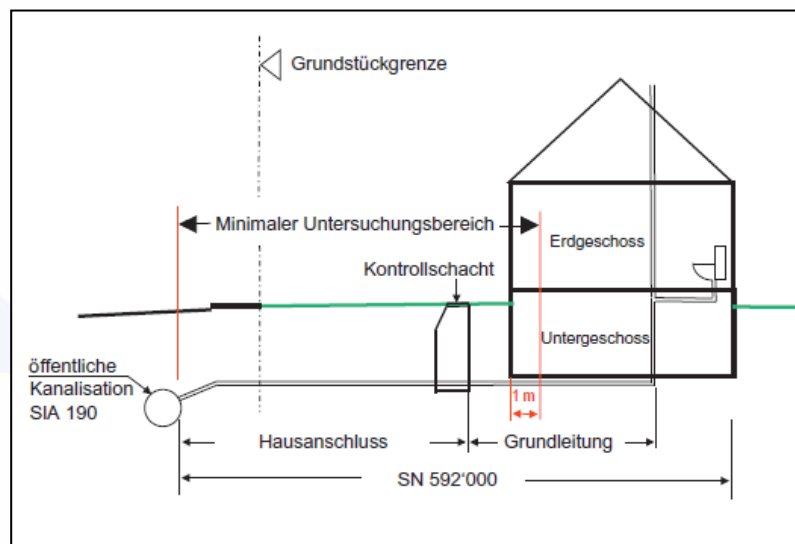 Grundstückgrenze
Minimaler Untersuchungsbereich
Erdgeschoss
Kontrollschacht
Untergeschoss
öffentliche
Kanalisation
SIA 190
1 m
Hausanschluss
Grundleitung
SN 592'000